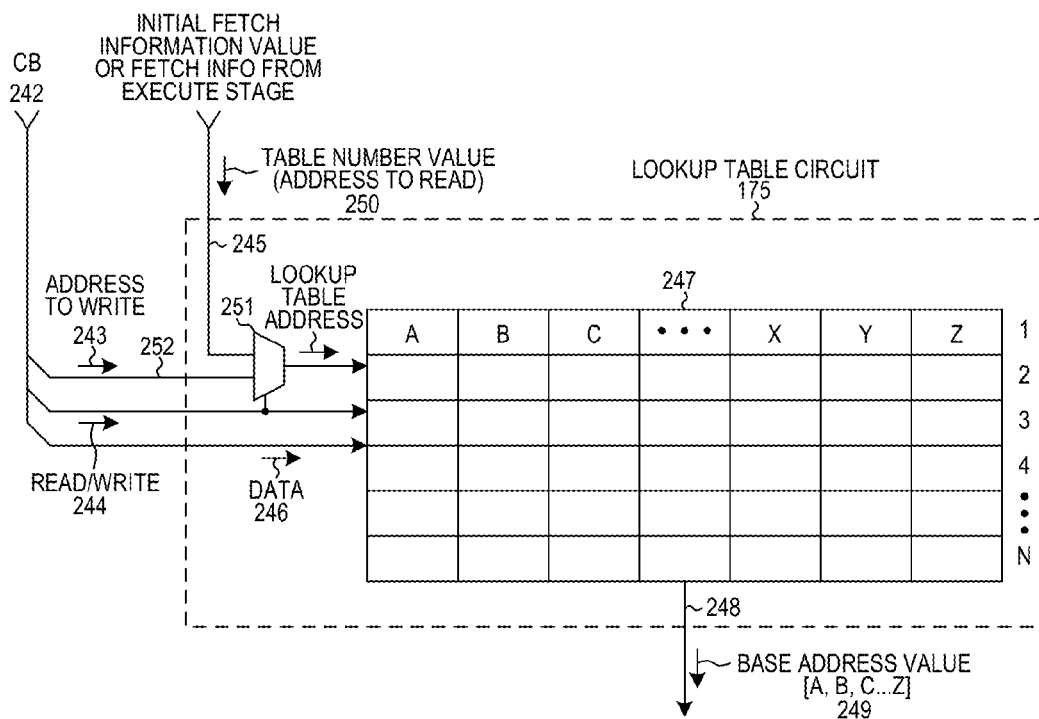 INITIAL FETCH
INFORMATION VALUE
OR FETCH INFO FROM
EXECUTE STAGE
CB
242
TABLE NUMBER VALUE
(ADDRESS TO READ)
250
LOOKUP TABLE CIRCUIT
175
245
ADDRESS
TO WRITE
243
252
251
LOOKUP
TABLE
ADDRESS
247
A B C • • • X Y Z 1
2
3
4
•
•
•
N
READ/WRITE
244
DATA
246
248
BASE ADDRESS VALUE
[A, B, C...Z]
249